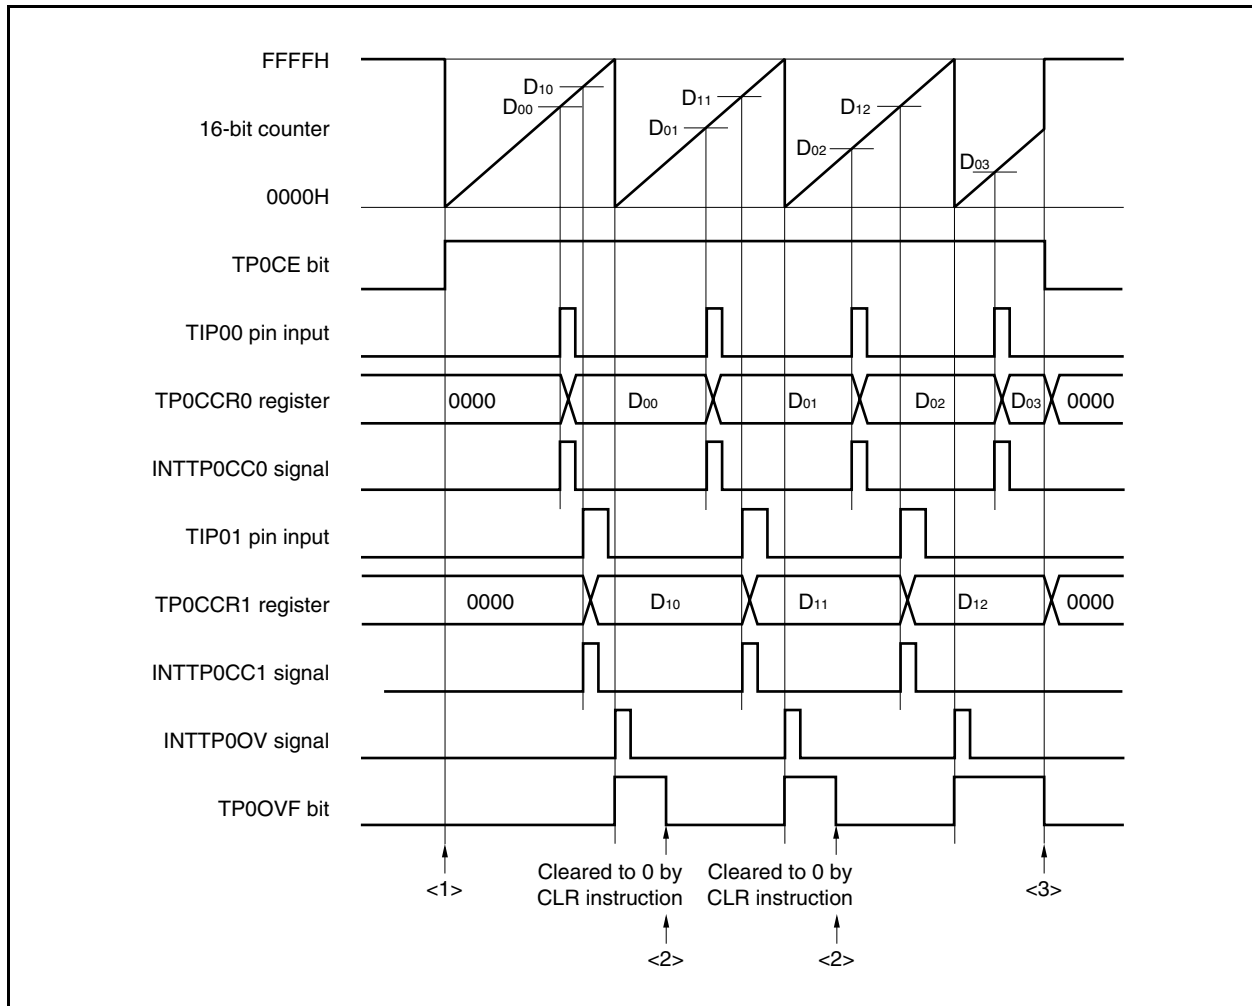 FFFFH
D10
D00
D11
D01
D12
D02
D03
16-bit counter
0000H
TP0CE bit
TIP00 pin input
TP0CCR0 register 0000 D00 D01 D02 D03 0000
INTTP0CC0 signal
TIP01 pin input
TP0CCR1 register 0000 D10 D11 D12 0000
INTTP0CC1 signal
INTTP0OV signal
TP0OVF bit
Cleared to 0 by
CLR instruction
Cleared to 0 by
CLR instruction
<1>
<3>
<2>
<2>